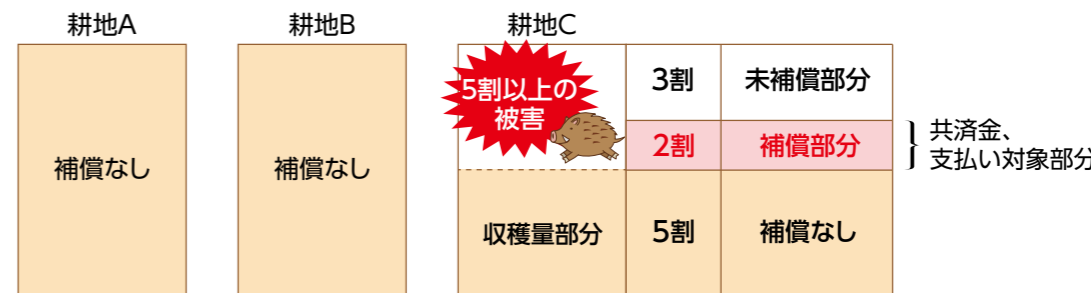 耕地A
耕地B
耕地C
補償なし
補償なし
5割以上の
被害
3割 未補償部分
2割 補償部分
共済金、
支払い対象部分
収穫量部分 5割 補償なし